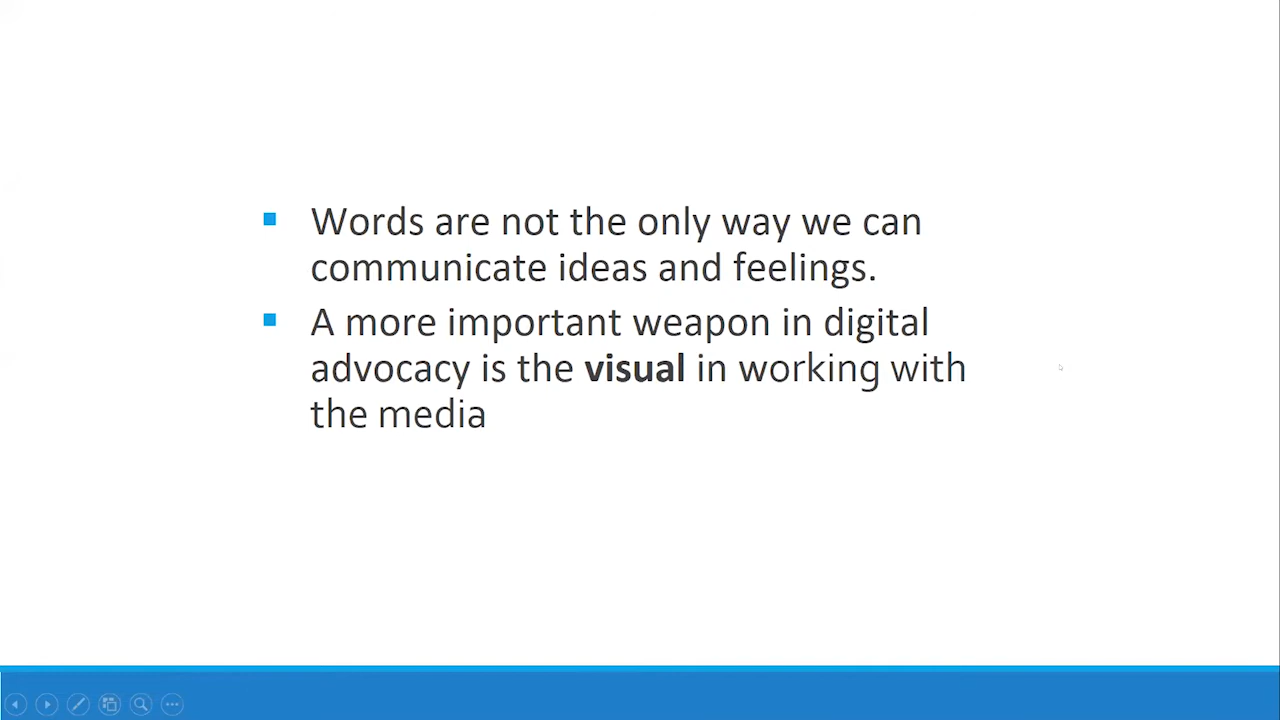 Words are not the only way we can
communicate ideas and feelings.
A more important weapon in digital
advocacy is the visual in working with
the media